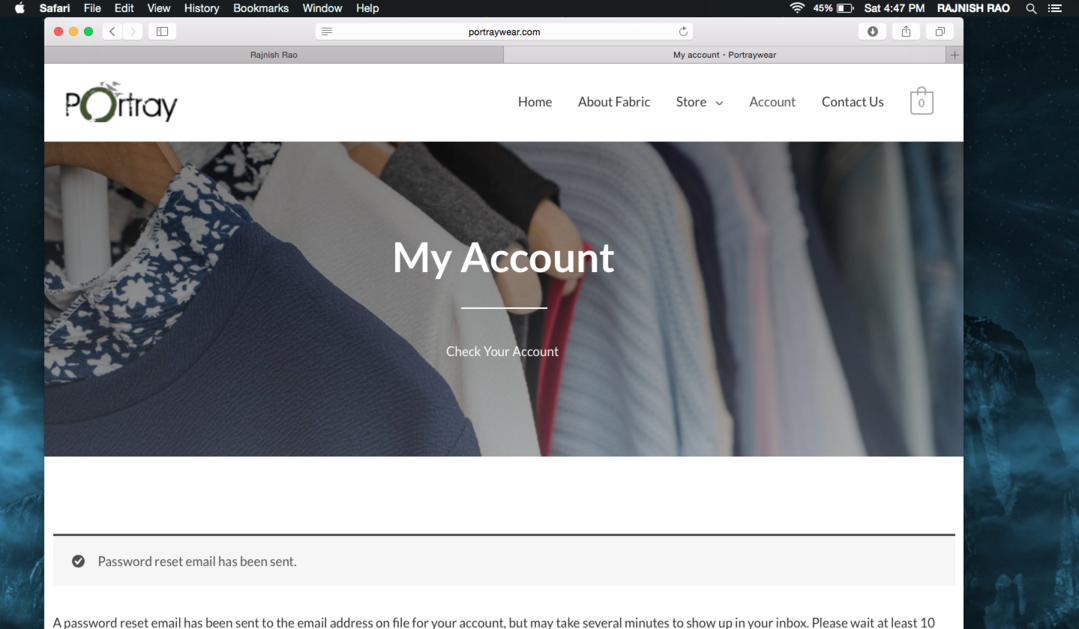 Safari File Edit View History Bookmarks Window Help 45% Sat 4:47 PM RAJNISH RAO
portraywear.com
Rajnish Rao My account - Portraywear
POrtray Home About Fabric Store Account Contact Us 0
My Account
Check Your Account
Password reset email has been sent.
A password reset email has been sent to the email address on file for your account, but may take several minutes to show up in your inbox. Please wait at least 10